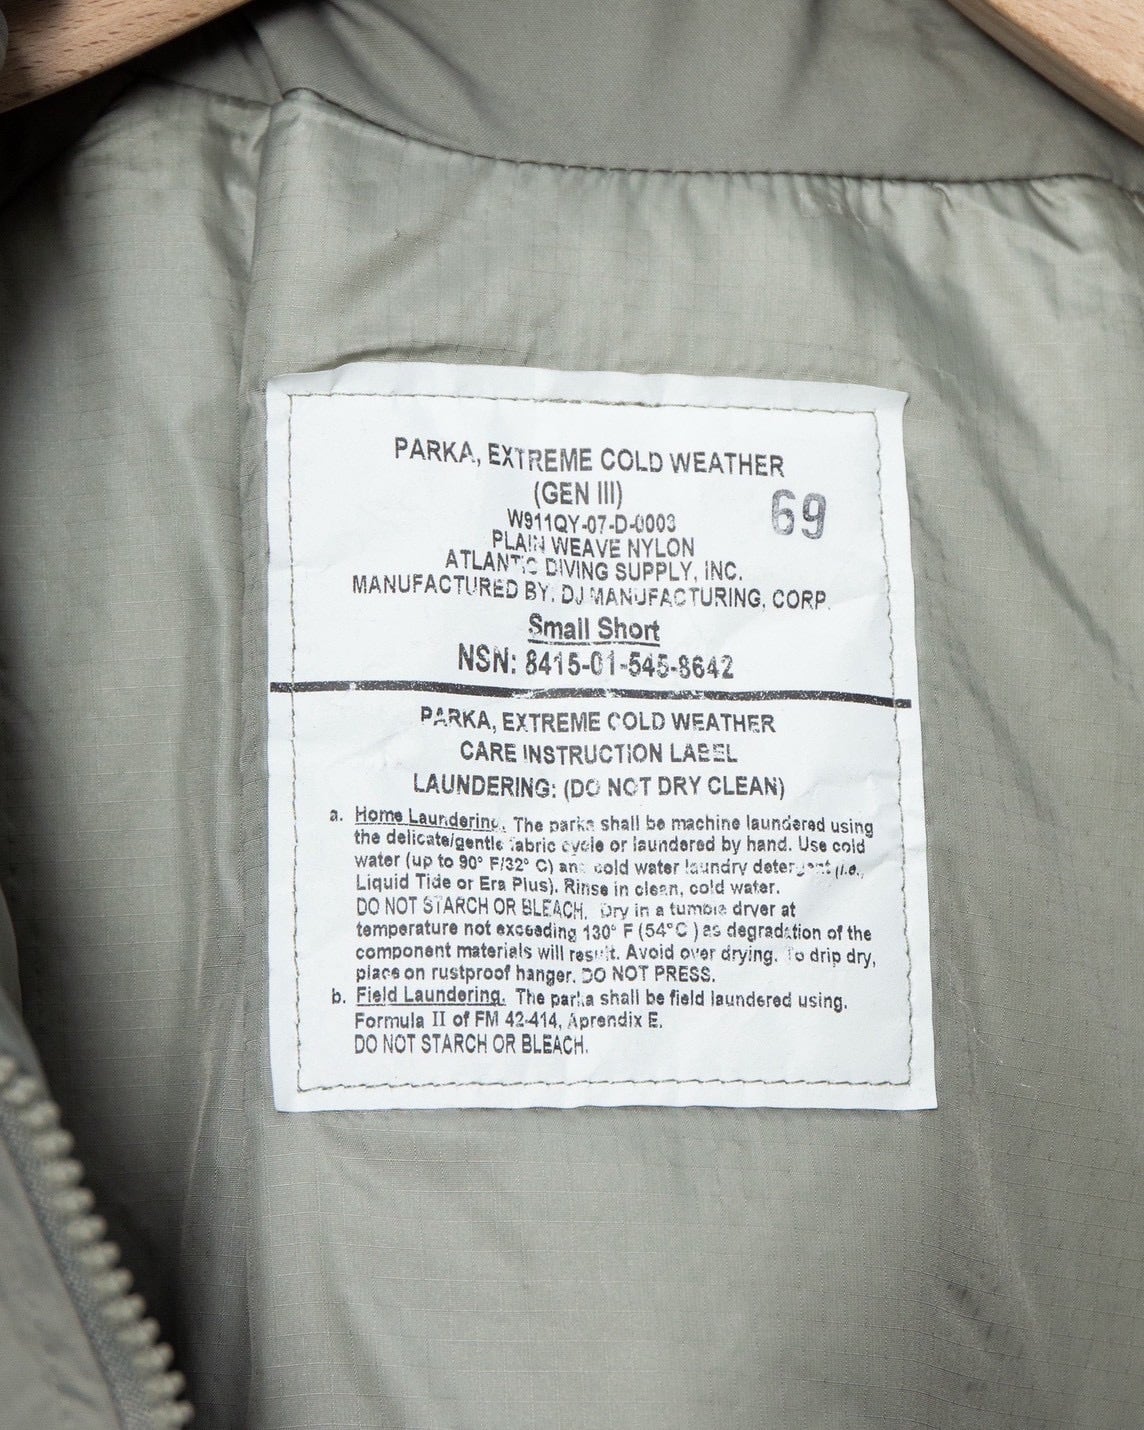 PARKA, EXTREME COLD WEATHER
(GEN III)
69
W911QY-07-D-0003
PLAIN WEAVE NYLON
ATLANTIC DIVING SUPPLY, INC.
MANUFACTURED BY: DJ MANUFACTURING, CORP.
Small Short
NSN: 8415-01-545-8642
PARKA, EXTREME COLD WEATHER
CARE INSTRUCTION LABEL
LAUNDERING: (DO NOT DRY CLEAN)
a. Home Laundering. The parka shall be machine laundered using
the delicate/gentle fabric cycle or laundered by hand. Use cold
water (up to 90° F/32° C) and cold water laundry detergent (i.e.,
Liquid Tide or Era Plus). Rinse in clean, cold water.
DO NOT STARCH OR BLEACH. Dry in a tumble dryer at
temperature not exceeding 130° F (54°C ) as degradation of the
component materials will result. Avoid over drying. To drip dry,
place on rustproof hanger. DO NOT PRESS.
b. Field Laundering. The parka shall be field laundered using.
Formula II of FM 42-414, Appendix E.
DO NOT STARCH OR BLEACH.